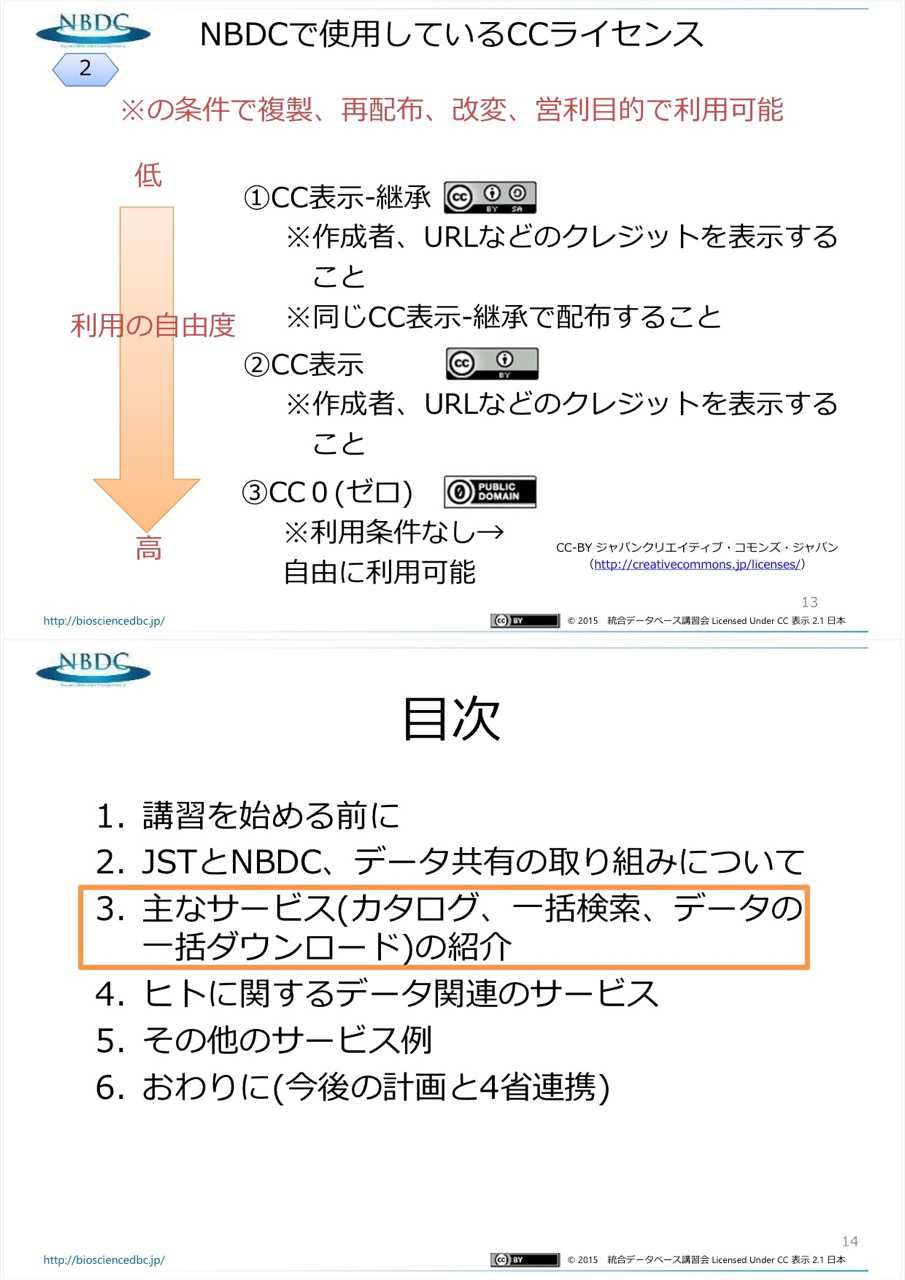 NBDC
NBDCで使用しているCCライセンス
2
※の条件で複製、再配布、改変、営利目的で利用可能
低
利用の自由度
高
①CC表示-継承
CC BY SA
※作成者、URLなどのクレジットを表示する
こと
※同じCC表示-継承で配布すること
②CC表示
CC BY
※作成者、URLなどのクレジットを表示する
こと
③CC０(ゼロ)
0 PUBLIC DOMAIN
※利用条件なし→
自由に利用可能
CC-BY ジャパンクリエイティブ・コモンズ・ジャパン
（http://creativecommons.jp/licenses/）
13
http://biosciencedbc.jp/
CC BY
© 2015 統合データベース講習会 Licensed Under CC 表示 2.1 日本
NBDC
目次
1. 講習を始める前に
2. JSTとNBDC、データ共有の取り組みについて
3. 主なサービス(カタログ、一括検索、データの
一括ダウンロード)の紹介
4. ヒトに関するデータ関連のサービス
5. その他のサービス例
6. おわりに(今後の計画と4省連携)
14
http://biosciencedbc.jp/
CC BY
© 2015 統合データベース講習会 Licensed Under CC 表示 2.1 日本